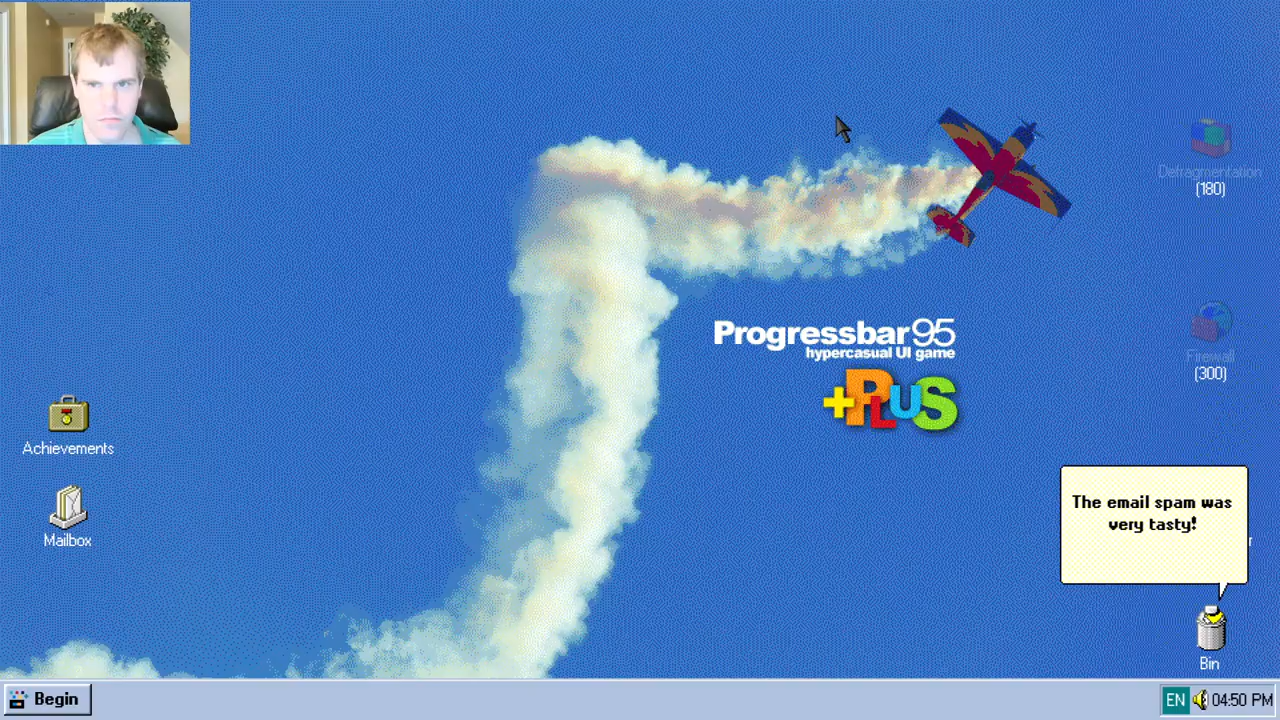 Defragmentation
(180)
Progressbar95
hypercasual UI game
+PLUS
Firewall
(300)
Achievements
The email spam was
very tasty!
Mailbox
Bin
Begin
EN
04:50 PM